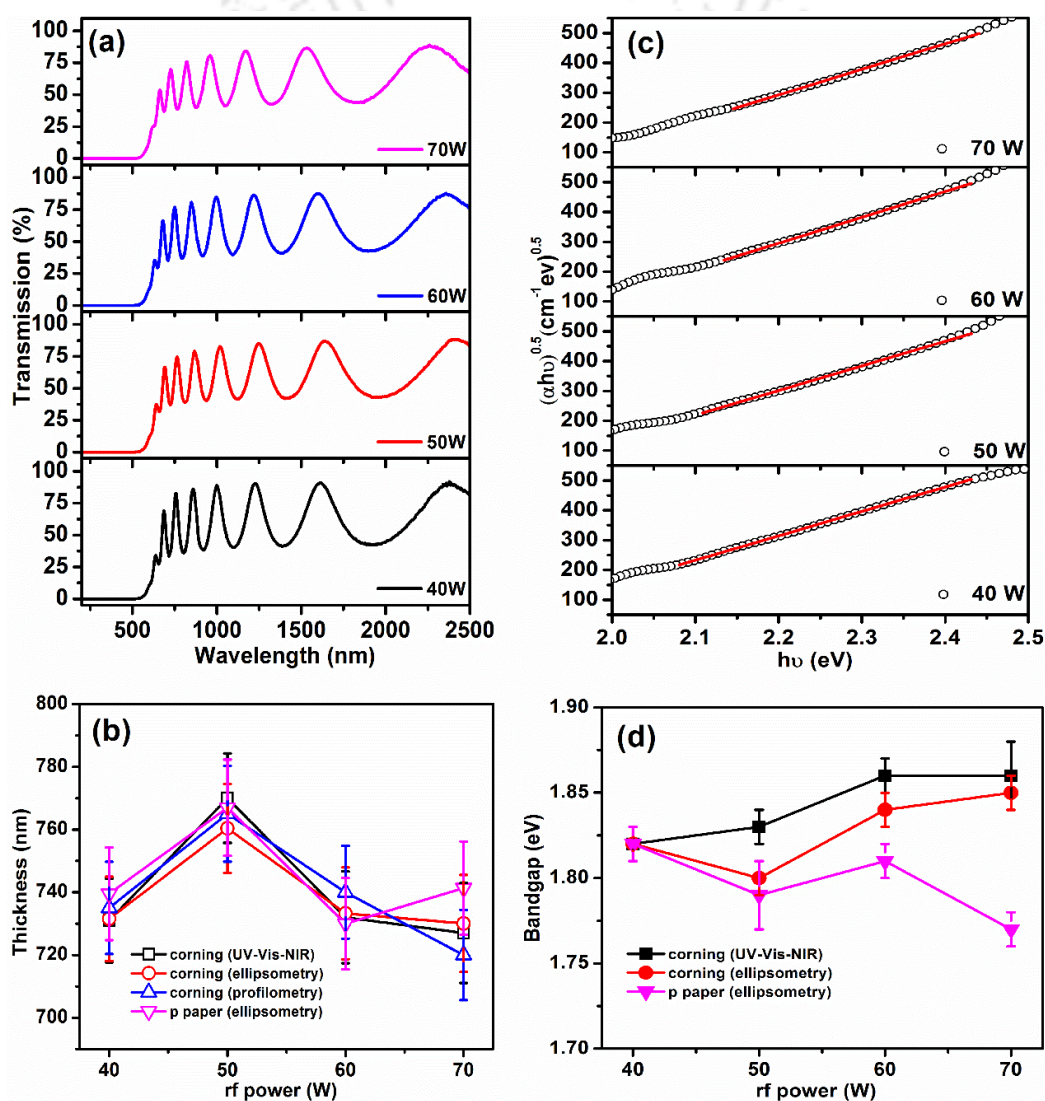 (a)
100
75
50
25
0
70W
100
75
50
25
0
60W
100
75
50
25
0
50W
100
75
50
25
0
40W
500 1000 1500 2000 2500
Wavelength (nm)
Transmission (%)
(c)
500
400
300
200
100
70 W
500
400
300
200
100
60 W
500
400
300
200
100
50 W
500
400
300
200
100
40 W
2.0 2.1 2.2 2.3 2.4 2.5
hυ (eV)
(αhυ)^0.5 (cm^-1 ev)^0.5
(b)
800
780
760
740
720
700
Thickness (nm)
corning (UV-Vis-NIR)
corning (ellipsometry)
corning (profilometry)
p paper (ellipsometry)
40 50 60 70
rf power (W)
(d)
1.90
1.85
1.80
1.75
1.70
Bandgap (eV)
corning (UV-Vis-NIR)
corning (ellipsometry)
p paper (ellipsometry)
40 50 60 70
rf power (W)